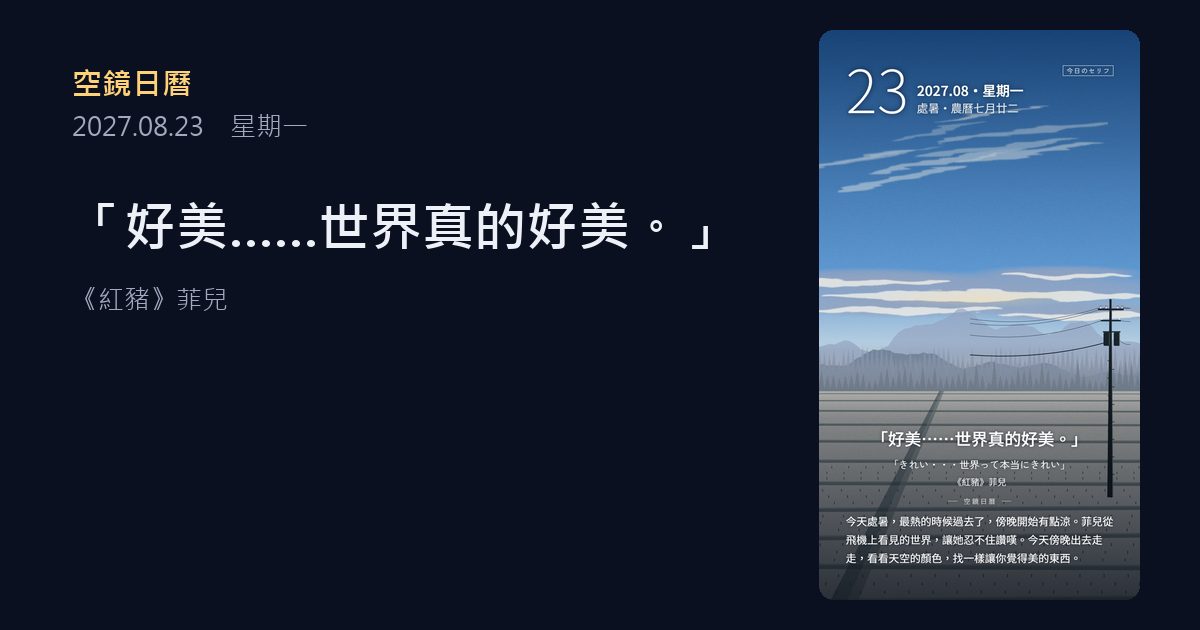 空鏡日曆
2027.08.23 星期一
「好美……世界真的好美。」
《紅豬》菲兒
今日のセリフ
23
2027.08・星期一
處暑・農曆七月廿二
「好美⋯⋯世界真的好美。」
「きれい・・・世界って本当にきれい」
《紅豬》菲兒
— 空鏡日曆 —
今天處暑，最熱的時候過去了，傍晚開始有點涼。菲兒從
飛機上看見的世界，讓她忍不住讚嘆。今天傍晚出去走
走，看看天空的顏色，找一樣讓你覺得美的東西。